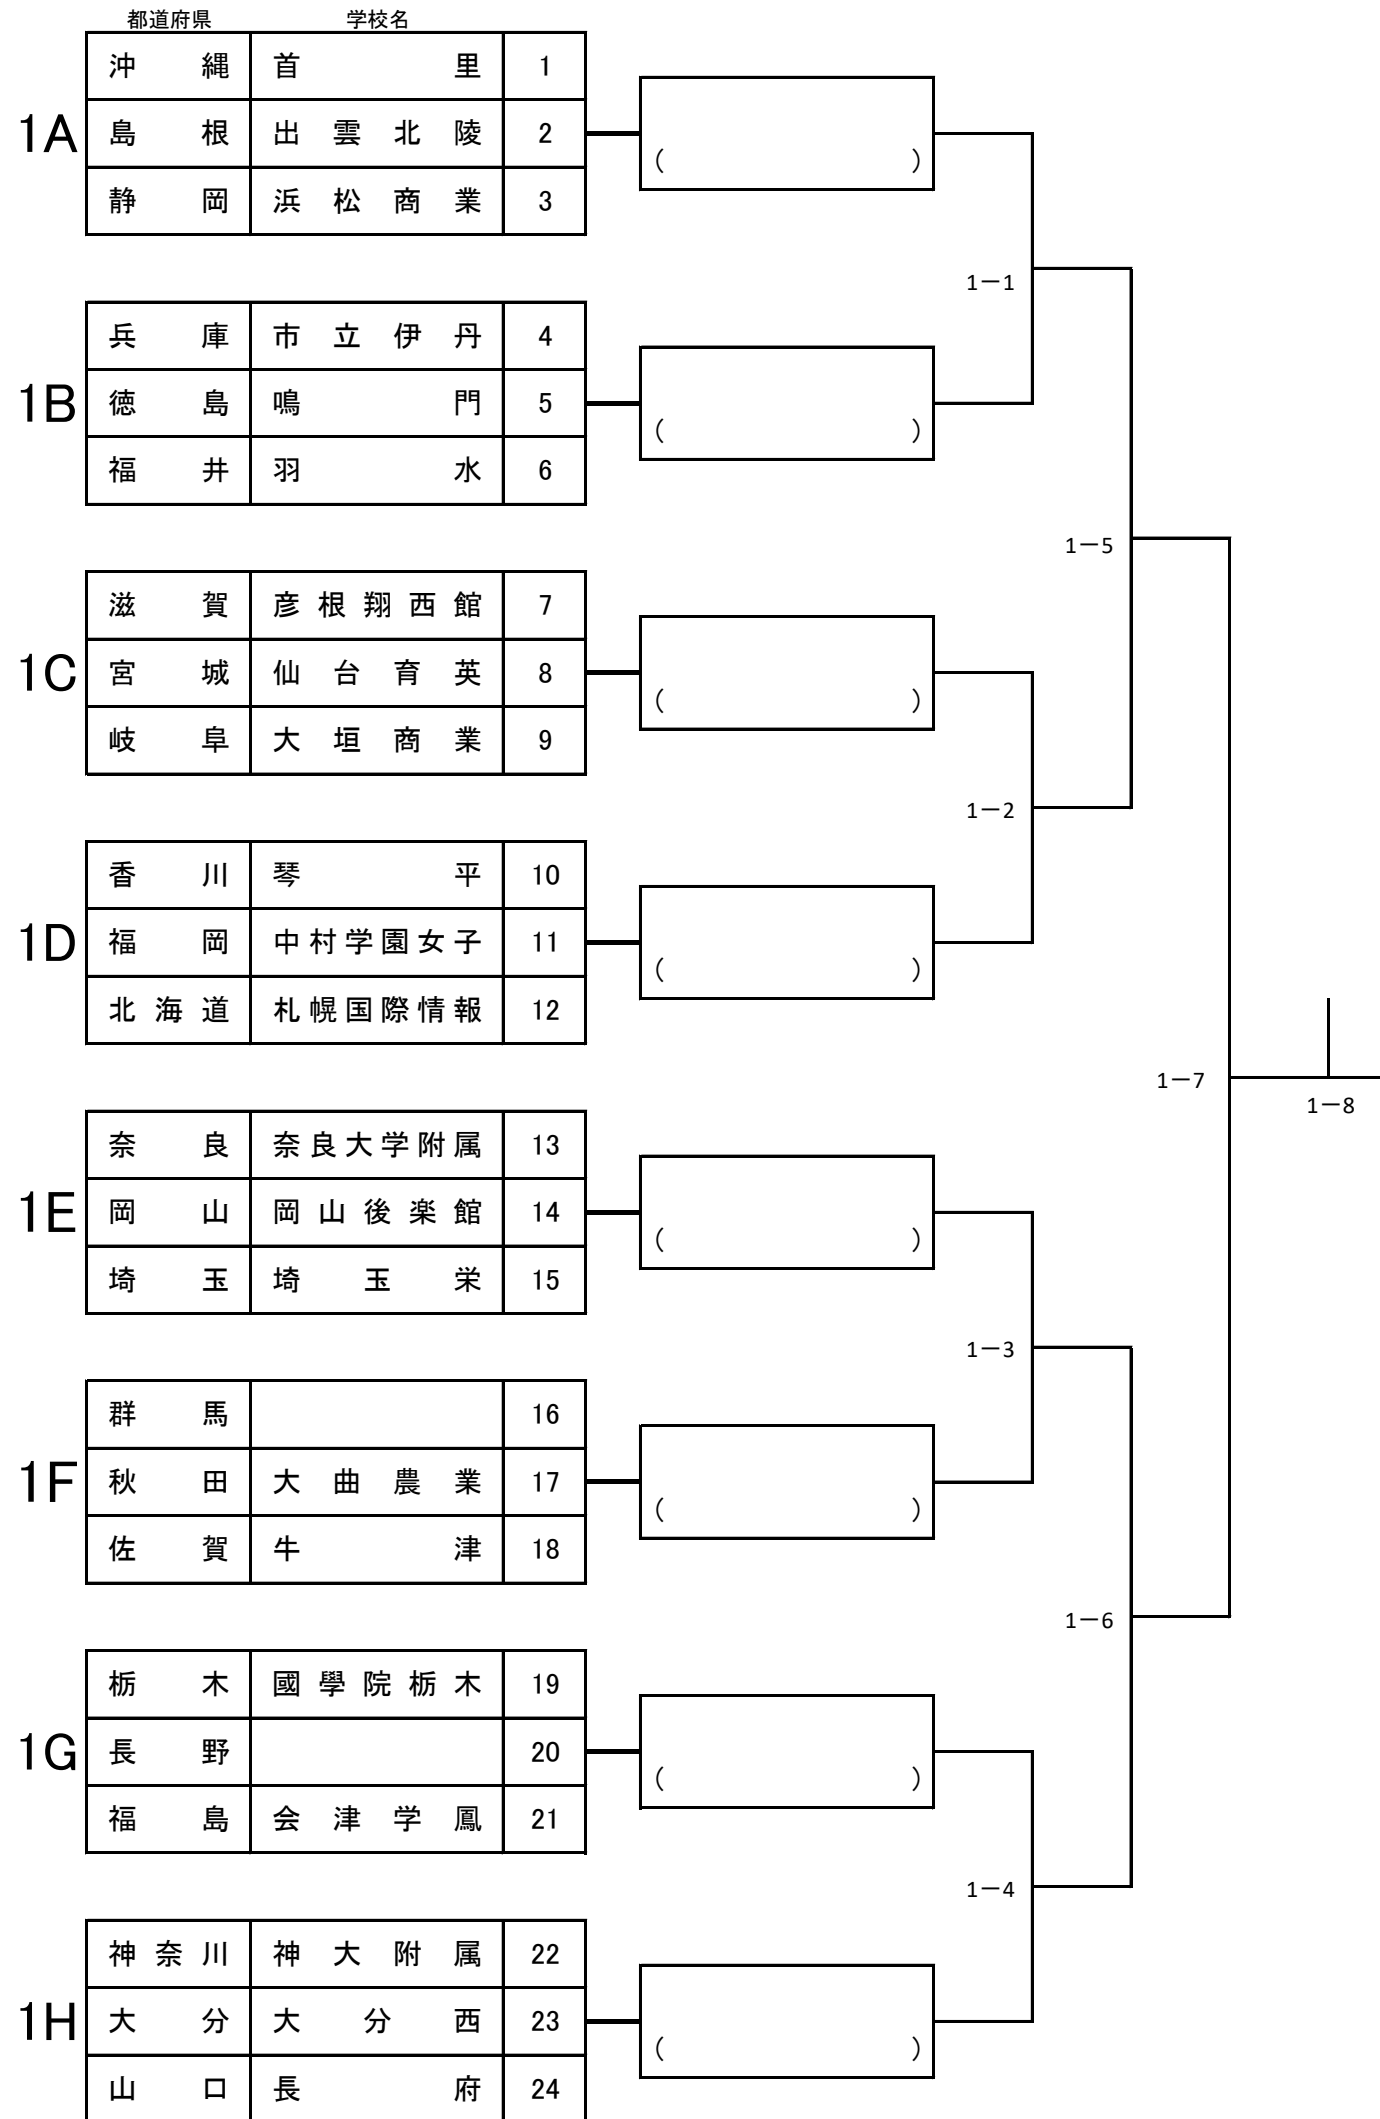 都道府県 学校名
沖縄 首里 1
1A 島根 出雲北陵 2
( )
静岡 浜松商業 3
1−1
兵庫 市立伊丹 4
1B 徳島 鳴門 5
( )
福井 羽水 6
1−5
滋賀 彦根翔西館 7
1C 宮城 仙台育英 8
( )
岐阜 大垣商業 9
1−2
香川 琴平 10
1D 福岡 中村学園女子 11
( )
北海道 札幌国際情報 12
1−7
1−8
奈良 奈良大学附属 13
1E 岡山 岡山後楽館 14
( )
埼玉 埼玉栄 15
1−3
群馬 16
1F 秋田 大曲農業 17
( )
佐賀 牛津 18
1−6
栃木 國學院栃木 19
1G 長野 20
( )
福島 会津学鳳 21
1−4
神奈川 神大附属 22
1H 大分 大分西 23
( )
山口 長府 24